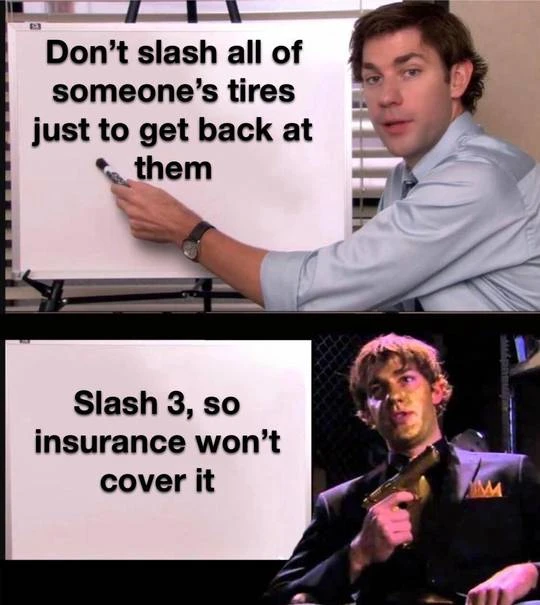 Don’t slash all of
someone’s tires
just to get back at
them
Slash 3, so
insurance won’t
cover it